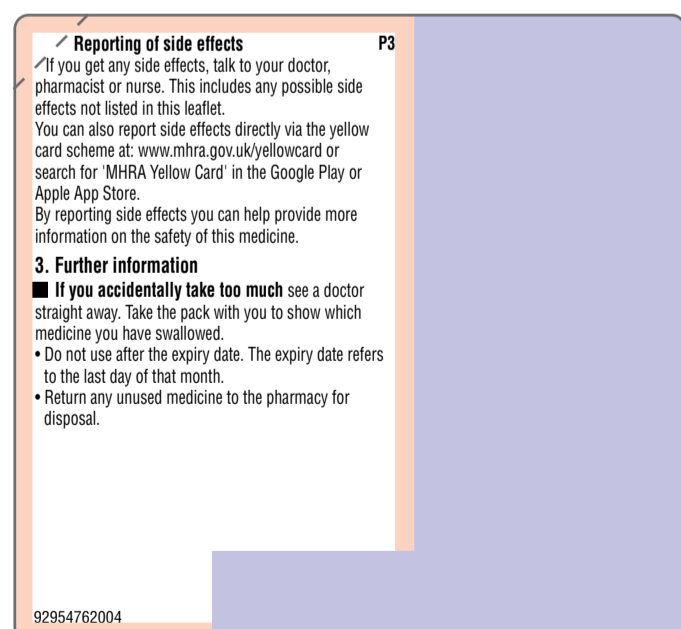 Reporting of side effects P3
If you get any side effects, talk to your doctor,
pharmacist or nurse. This includes any possible side
effects not listed in this leaflet.
You can also report side effects directly via the yellow
card scheme at: www.mhra.gov.uk/yellowcard or
search for 'MHRA Yellow Card' in the Google Play or
Apple App Store.
By reporting side effects you can help provide more
information on the safety of this medicine.
3. Further information
■ If you accidentally take too much see a doctor
straight away. Take the pack with you to show which
medicine you have swallowed.
• Do not use after the expiry date. The expiry date refers
to the last day of that month.
• Return any unused medicine to the pharmacy for
disposal.
92954762004